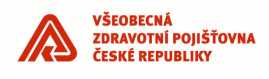 VŠEOBECNÁ
ZDRAVOTNÍ POJIŠŤOVNA
ČESKÉ REPUBLIKY